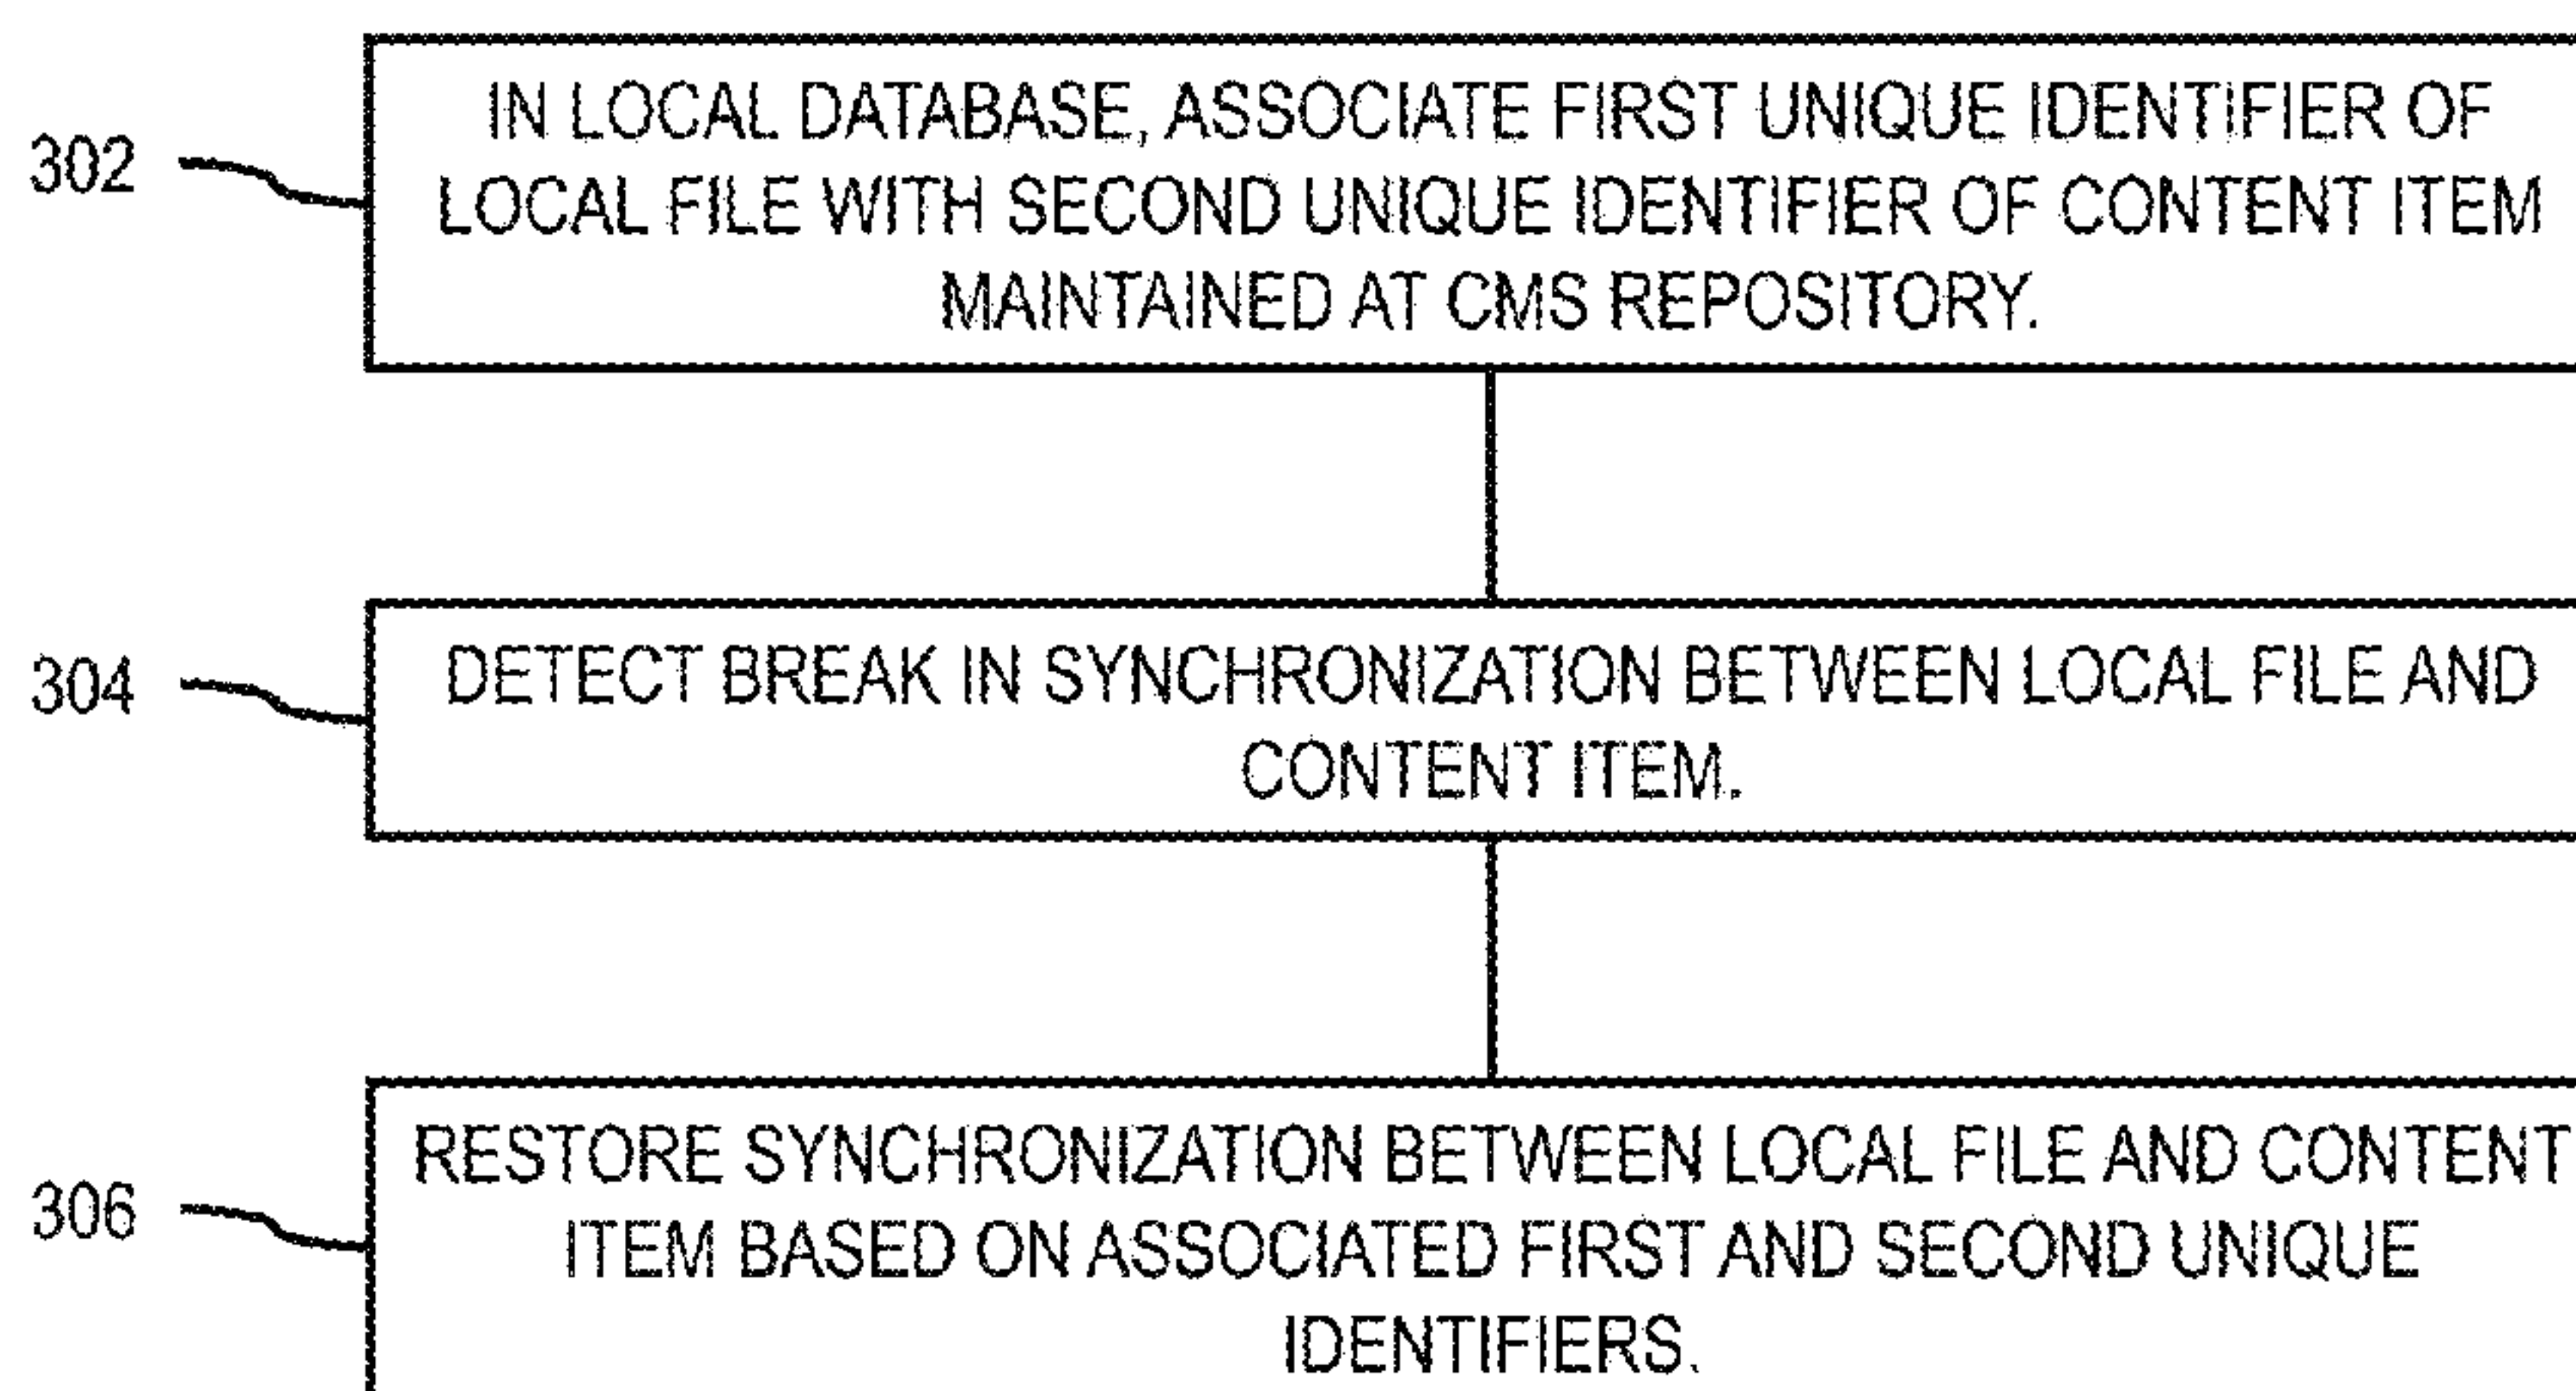 302
IN LOCAL DATABASE, ASSOCIATE FIRST UNIQUE IDENTIFIER OF
LOCAL FILE WITH SECOND UNIQUE IDENTIFIER OF CONTENT ITEM
MAINTAINED AT CMS REPOSITORY.
304
DETECT BREAK IN SYNCHRONIZATION BETWEEN LOCAL FILE AND
CONTENT ITEM.
306
RESTORE SYNCHRONIZATION BETWEEN LOCAL FILE AND CONTENT
ITEM BASED ON ASSOCIATED FIRST AND SECOND UNIQUE
IDENTIFIERS.